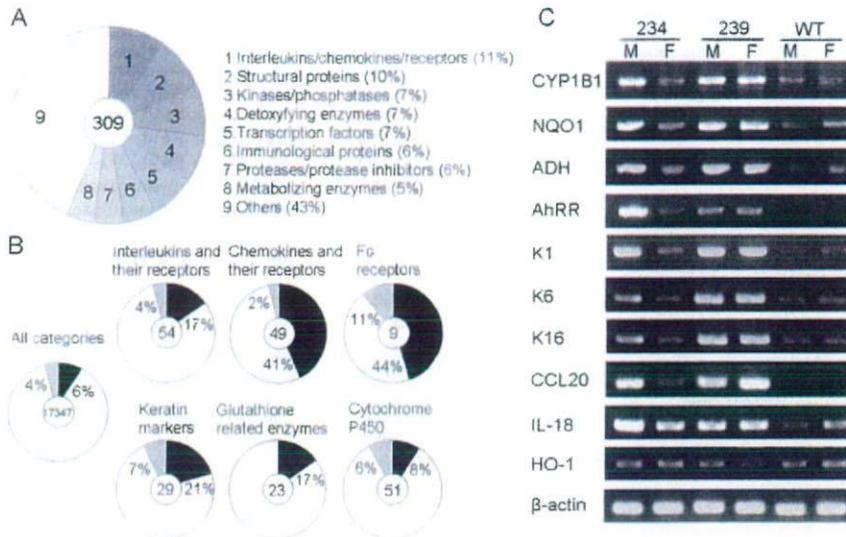 A
1 Interleukins/chemokines/receptors (11%)
2 Structural proteins (10%)
3 Kinases/phosphatases (7%)
4 Detoxyfying enzymes (7%)
5 Transcription factors (7%)
6 Immunological proteins (6%)
7 Proteases/protease inhibitors (6%)
8 Metabolizing enzymes (5%)
9 Others (43%)
1
2
3
4
5
6
7
8
9
309
B
All categories
4%
6%
17347
Interleukins and
their receptors
4%
17%
54
Chemokines and
their receptors
2%
49
41%
Fc
receptors
11%
9
44%
Keratin
markers
7%
29
21%
Glutathione
related enzymes
23
17%
Cytochrome
P450
6%
8%
51
C
234 239 WT
M F M F M F
CYP1B1
NQO1
ADH
AhRR
K1
K6
K16
CCL20
IL-18
HO-1
β-actin